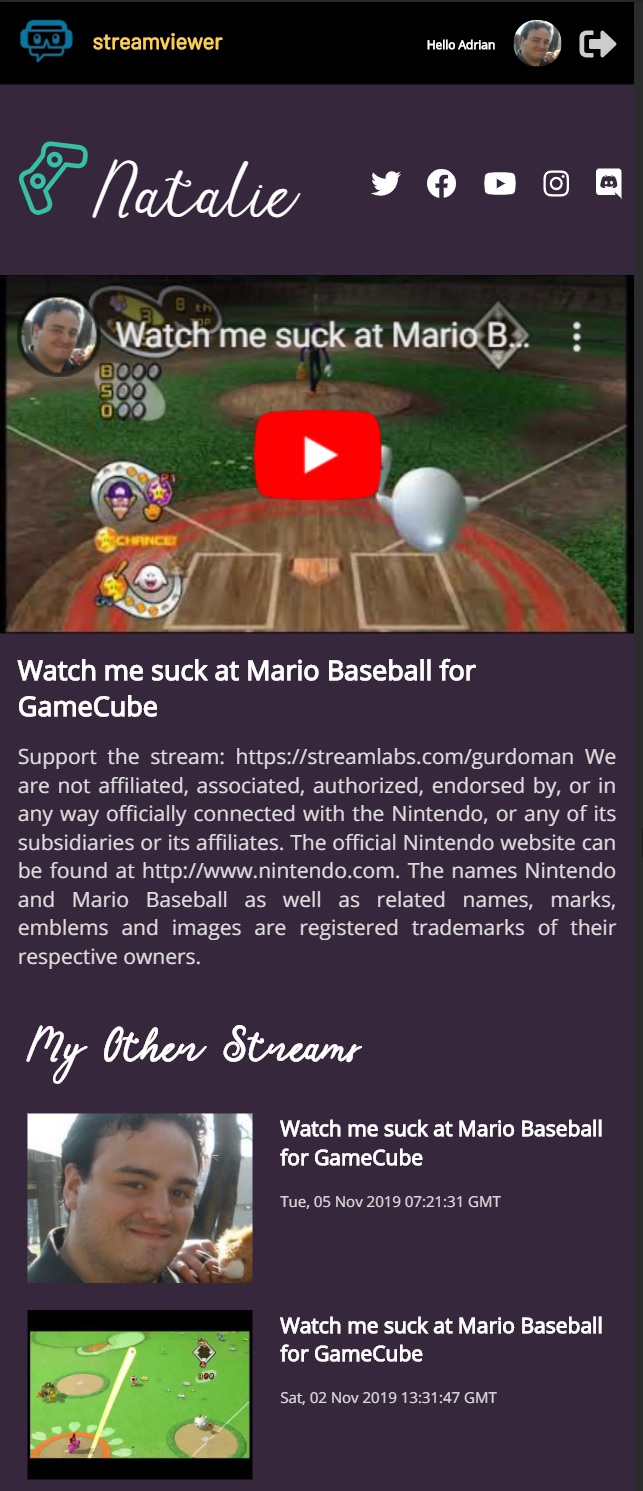 streamviewer
Hello Adrian
Natalie
Watch me suck at Mario B...
8 th
3
B
S
O
P1
CHANCE!
Watch me suck at Mario Baseball for
GameCube
Support the stream: https://streamlabs.com/gurdoman We
are not affiliated, associated, authorized, endorsed by, or in
any way officially connected with the Nintendo, or any of its
subsidiaries or its affiliates. The official Nintendo website can
be found at http://www.nintendo.com. The names Nintendo
and Mario Baseball as well as related names, marks,
emblems and images are registered trademarks of their
respective owners.
My Other Streams
Watch me suck at Mario Baseball
for GameCube
Tue, 05 Nov 2019 07:21:31 GMT
Watch me suck at Mario Baseball
for GameCube
Sat, 02 Nov 2019 13:31:47 GMT